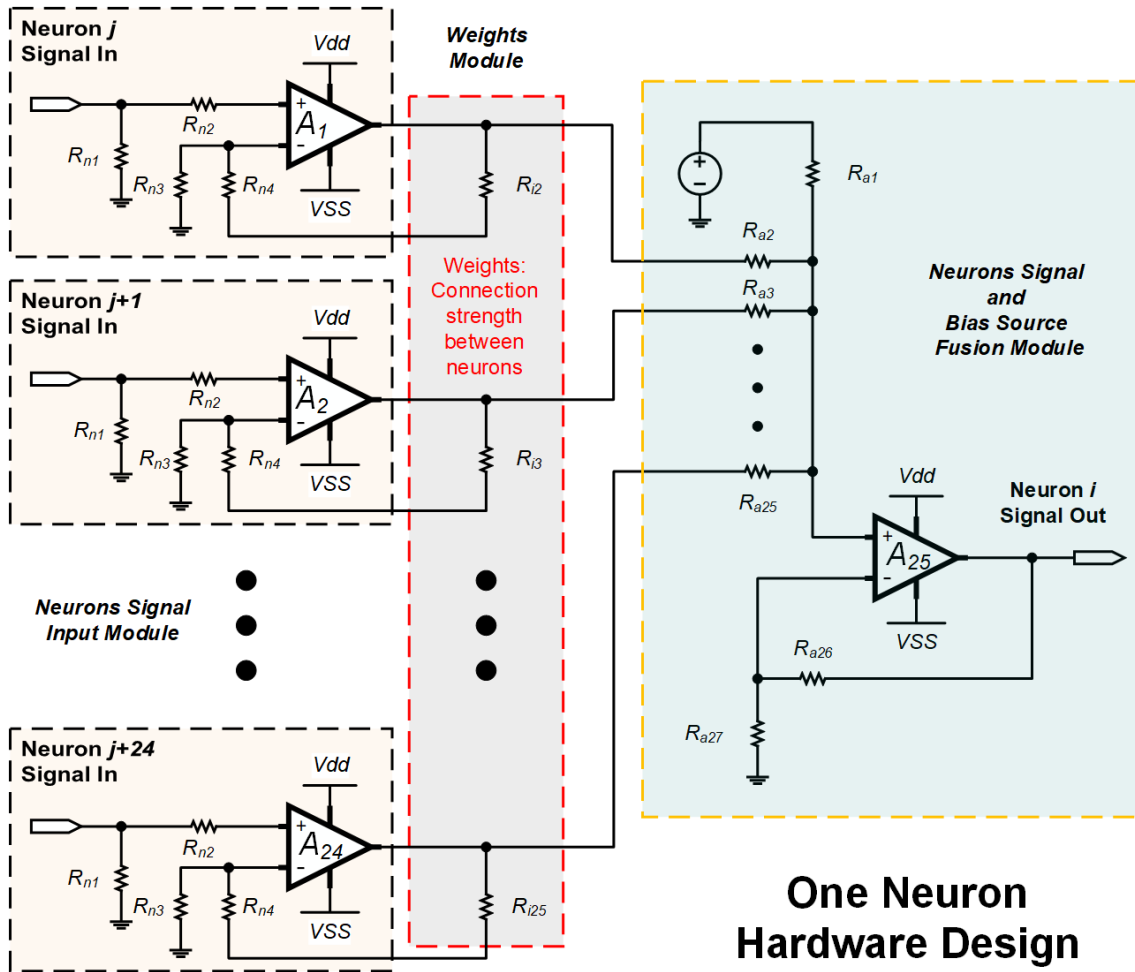 Neuron j
Signal In
Vdd
+
A1
-
Rn2
Rn1
Rn3
Rn4
VSS
Neuron j+1
Signal In
Vdd
+
A2
-
Rn2
Rn1
Rn3
Rn4
VSS
Neurons Signal
Input Module
Neuron j+24
Signal In
Vdd
+
A24
-
Rn2
Rn1
Rn3
Rn4
VSS
Weights
Module
Ri2
Weights:
Connection
strength
between
neurons
Ri3
Ri25
+
-
Ra1
Ra2
Ra3
Ra25
Neurons Signal
and
Bias Source
Fusion Module
Vdd
+
A25
-
VSS
Neuron i
Signal Out
Ra26
Ra27
One Neuron
Hardware Design